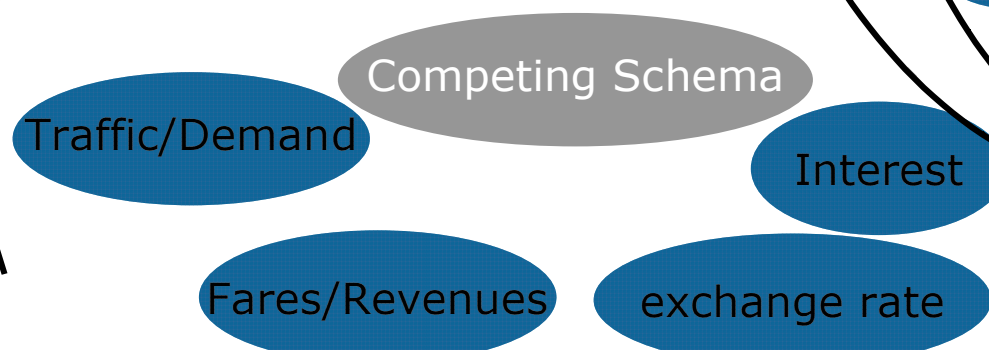 Competing Schema
Traffic/Demand
Interest
Fares/Revenues
exchange rate